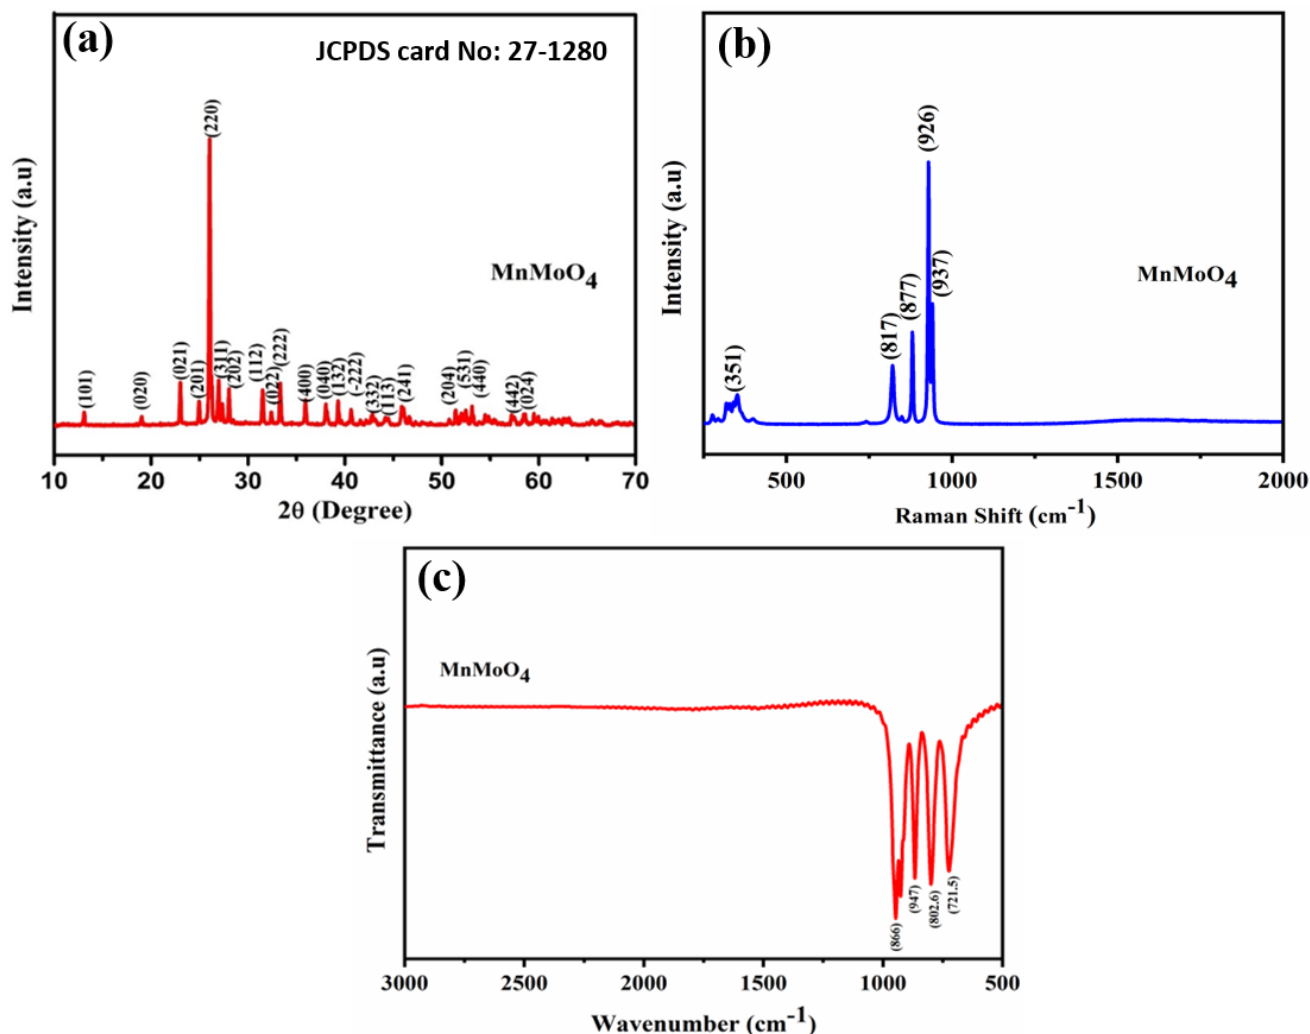 (a)
JCPDS card No: 27-1280
Intensity (a.u)
MnMoO4
(101)
(020)
(021)
(201)
(220)
(311)
(202)
(112)
(022)
(222)
(400)
(040)
(132)
(-222)
(332)
(113)
(241)
(204)
(531)
(440)
(442)
(024)
10 20 30 40 50 60 70
2θ (Degree)
(b)
Intensity (a.u)
MnMoO4
(351)
(817)
(877)
(926)
(937)
500 1000 1500 2000
Raman Shift (cm-1)
(c)
Transmittance (a.u)
MnMoO4
(866)
(947)
(802.6)
(721.5)
3000 2500 2000 1500 1000 500
Wavenumber (cm-1)